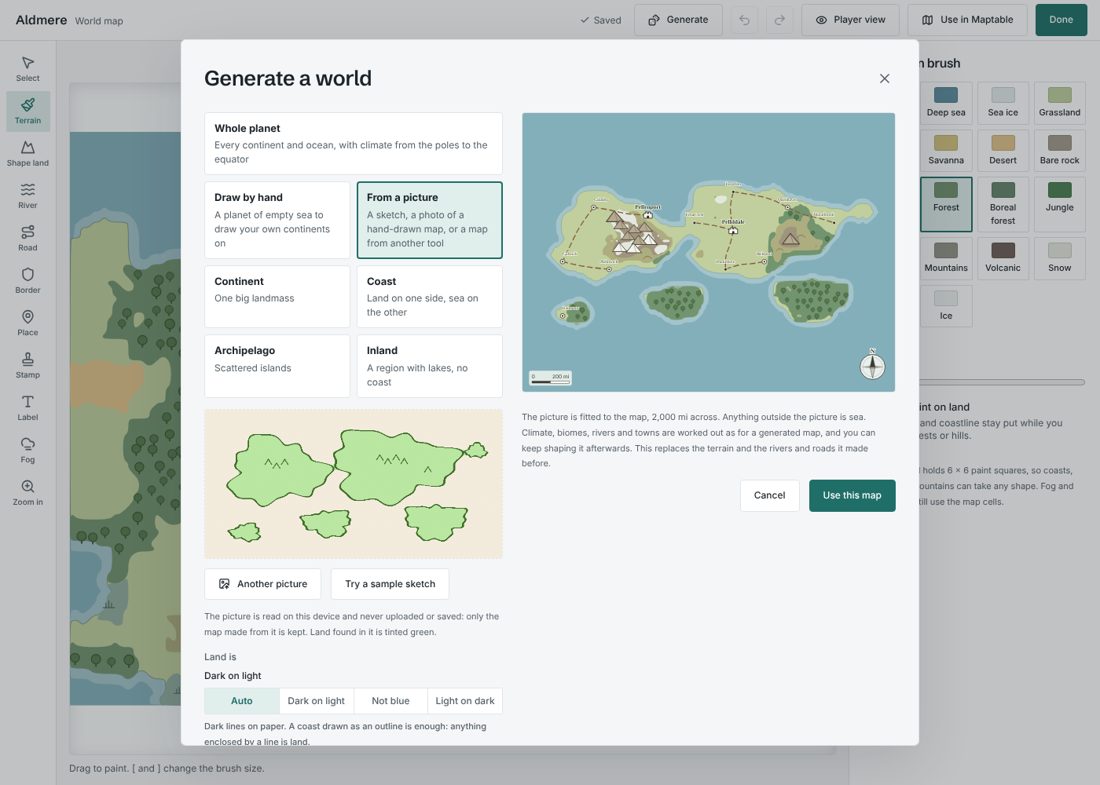 Aldmere World map
Saved
Generate
Player view
Use in Maptable
Done
Select
Terrain
Shape land
River
Road
Border
Place
Stamp
Label
Fog
Zoom in
Generate a world
Whole planet
Every continent and ocean, with climate from the poles to the
equator
Draw by hand
A planet of empty sea to
draw your own continents
on
From a picture
A sketch, a photo of a
hand-drawn map, or a map
from another tool
Continent
One big landmass
Coast
Land on one side, sea on
the other
Archipelago
Scattered islands
Inland
A region with lakes, no
coast
Another picture
Try a sample sketch
The picture is read on this device and never uploaded or saved: only the
map made from it is kept. Land found in it is tinted green.
Land is
Dark on light
Auto
Dark on light
Not blue
Light on dark
Dark lines on paper. A coast drawn as an outline is enough: anything
enclosed by a line is land.
N
0 200 mi
The picture is fitted to the map, 2,000 mi across. Anything outside the picture is sea.
Climate, biomes, rivers and towns are worked out as for a generated map, and you can
keep shaping it afterwards. This replaces the terrain and the rivers and roads it made
before.
Cancel
Use this map
n brush
Deep sea
Sea ice
Grassland
Savanna
Desert
Bare rock
Forest
Boreal
forest
Jungle
Mountains
Volcanic
Snow
Ice
int on land
and coastline stay put while you
ests or hills.
holds 6 × 6 paint squares, so coasts,
ountains can take any shape. Fog and
till use the map cells.
Drag to paint. [ and ] change the brush size.